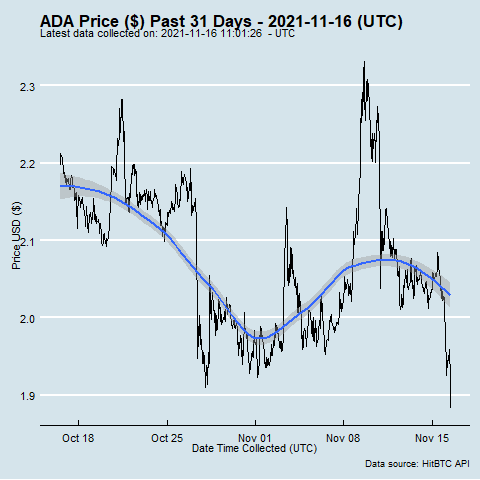 ADA Price ($) Past 31 Days - 2021-11-16 (UTC)
Latest data collected on: 2021-11-16 11:01:26  - UTC
2.3
2.2
2.1
2.0
1.9
Price USD ($)
Oct 18 Oct 25 Nov 01 Nov 08 Nov 15
Date Time Collected (UTC)
Data source: HitBTC API